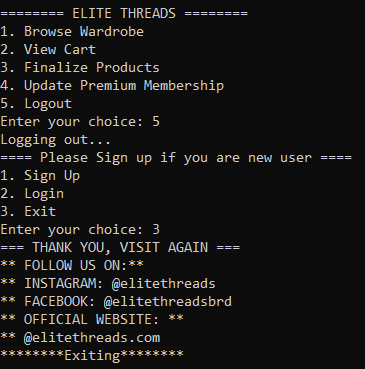 ======== ELITE THREADS ========
1. Browse Wardrobe
2. View Cart
3. Finalize Products
4. Update Premium Membership
5. Logout
Enter your choice: 5
Logging out...
==== Please Sign up if you are new user ====
1. Sign Up
2. Login
3. Exit
Enter your choice: 3
=== THANK YOU, VISIT AGAIN ===
** FOLLOW US ON:**
** INSTAGRAM: @elitethreads
** FACEBOOK: @elitethreadsbrd
** OFFICIAL WEBSITE: **
** @elitethreads.com
********Exiting********